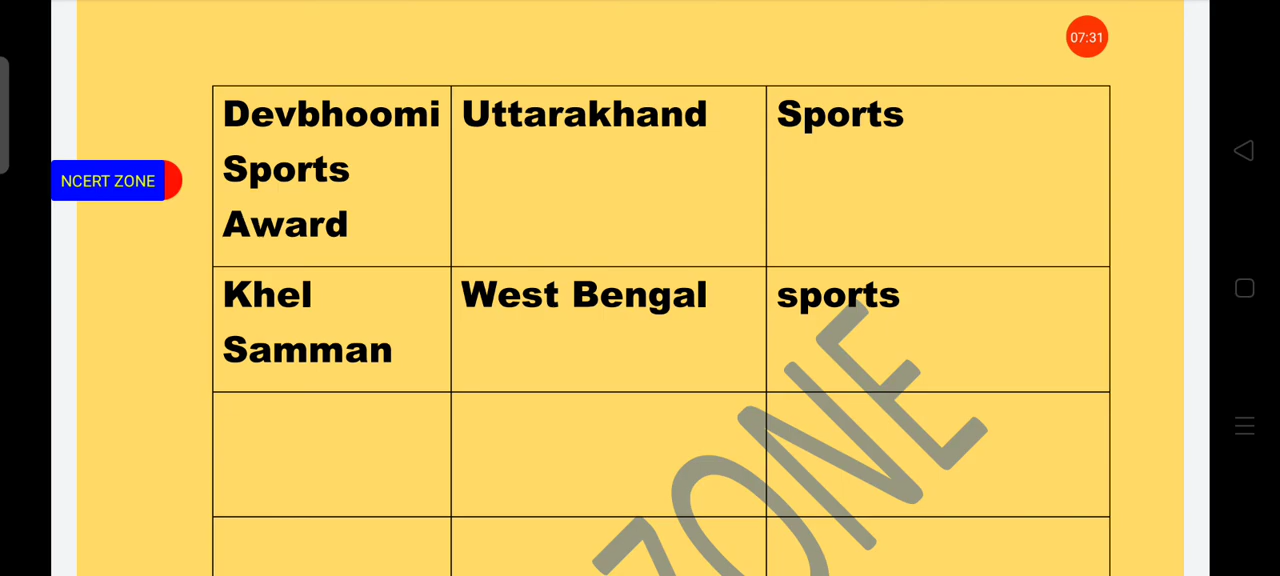 07:31
Devbhoomi Uttarakhand Sports
NCERT ZONE
Sports
Award
Khel West Bengal sports
Samman
ZONE